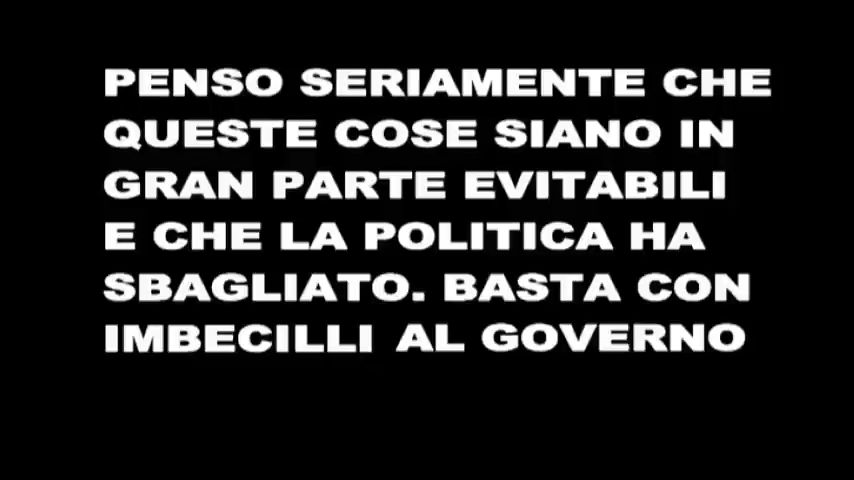 PENSO SERIAMENTE CHE
QUESTE COSE SIANO IN
GRAN PARTE EVITABILI
E CHE LA POLITICA HA
SBAGLIATO. BASTA CON
IMBECILLI AL GOVERNO